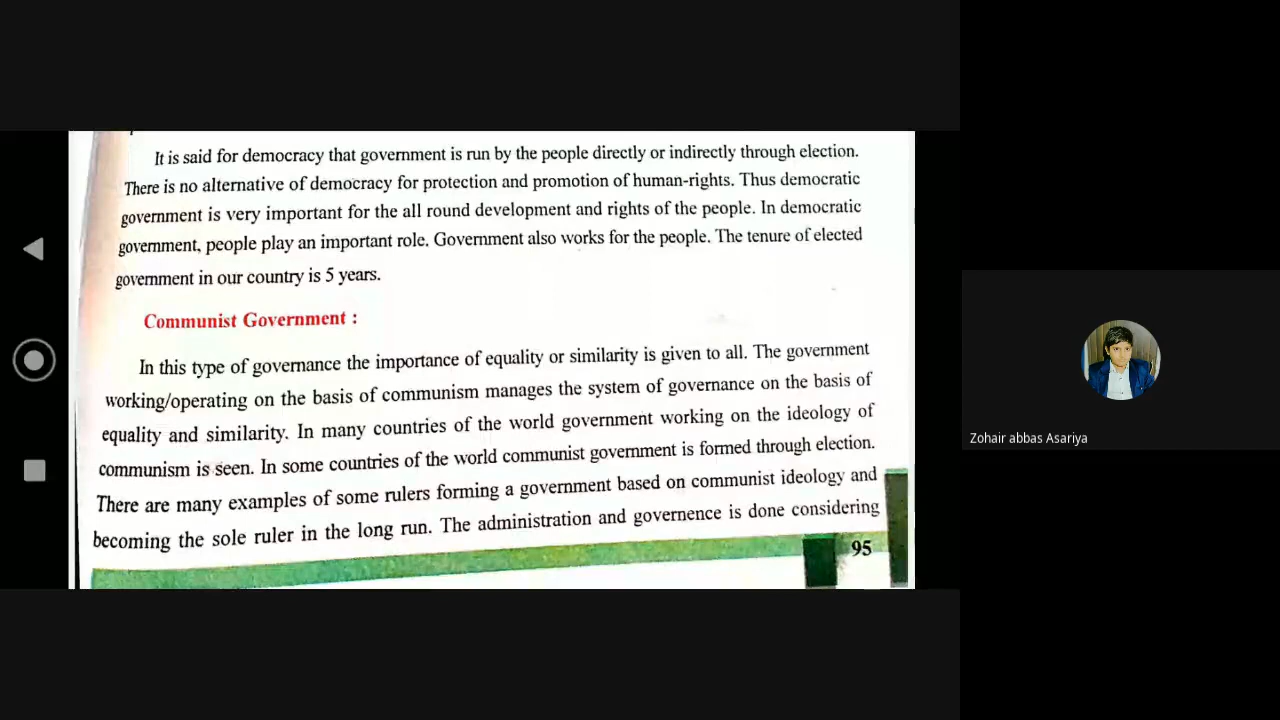 It is said for democracy that government is run by the people directly or indirectly through election.
There is no alternative of democracy for protection and promotion of human-rights. Thus democratic
government is very important for the all round development and rights of the people. In democratic
government, people play an important role. Government also works for the people. The tenure of elected
government in our country is 5 years.
Communist Government :
In this type of governance the importance of equality or similarity is given to all. The government
working/operating on the basis of communism manages the system of governance on the basis of
equality and similarity. In many countries of the world government working on the ideology of
communism is seen. In some countries of the world communist government is formed through election.
There are many examples of some rulers forming a government based on communist ideology and
becoming the sole ruler in the long run. The administration and governence is done considering
95
Zohair abbas Asariya